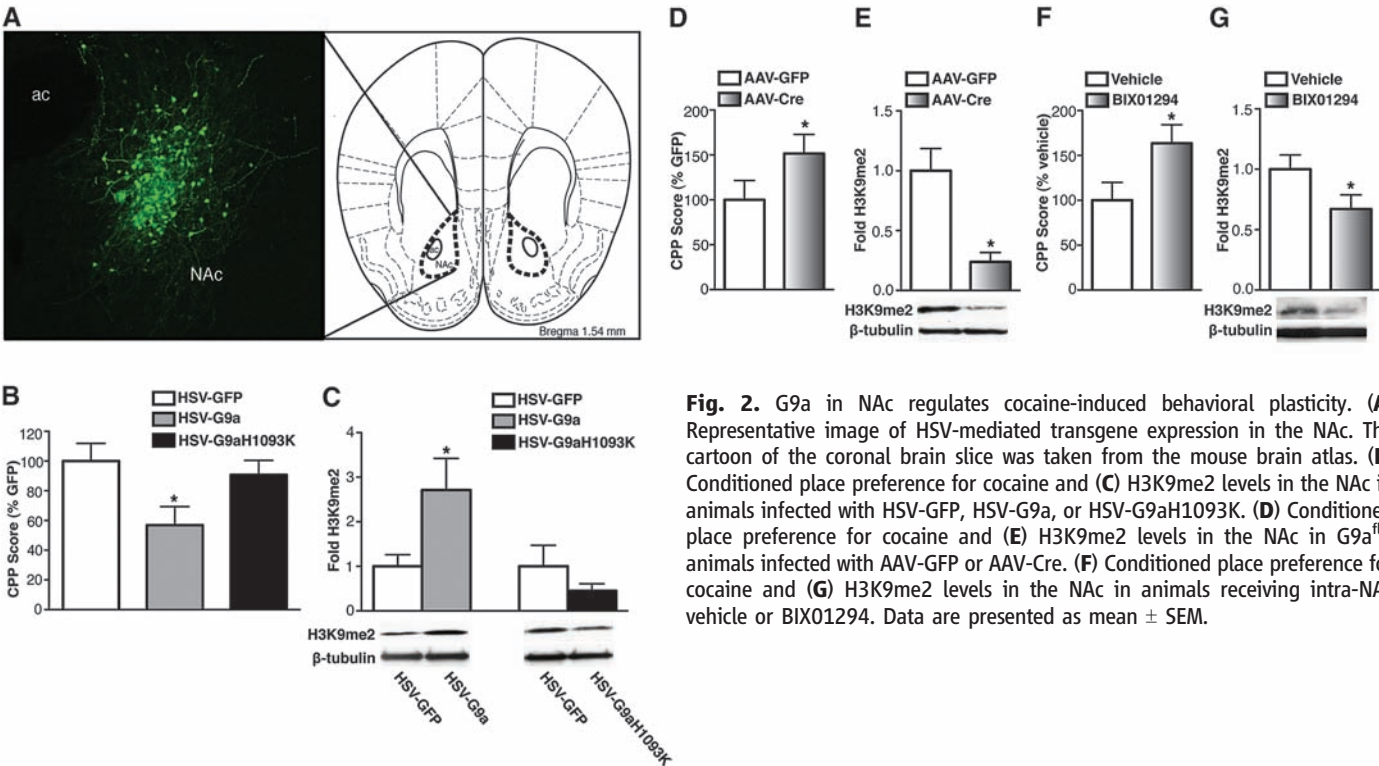 A
ac
NAc
ac
NAc
Bregma 1.54 mm
B
HSV-GFP
HSV-G9a
HSV-G9aH1093K
CPP Score (% GFP)
120
100
80
60
40
20
0
*
C
HSV-GFP
HSV-G9a
HSV-G9aH1093K
Fold H3K9me2
4
3
2
1
0
*
H3K9me2
β-tubulin
HSV-GFP
HSV-G9a
HSV-GFP
HSV-G9aH1093K
D
AAV-GFP
AAV-Cre
CPP Score (% GFP)
200
150
100
50
0
*
E
AAV-GFP
AAV-Cre
Fold H3K9me2
1.5
1.0
0.5
0.0
*
H3K9me2
β-tubulin
F
Vehicle
BIX01294
CPP Score (% vehicle)
200
150
100
50
0
*
G
Vehicle
BIX01294
Fold H3K9me2
1.5
1.0
0.5
0.0
*
H3K9me2
β-tubulin
Fig. 2. G9a in NAc regulates cocaine-induced behavioral plasticity. (A
Representative image of HSV-mediated transgene expression in the NAc. Th
cartoon of the coronal brain slice was taken from the mouse brain atlas. (
Conditioned place preference for cocaine and (C) H3K9me2 levels in the NAc i
animals infected with HSV-GFP, HSV-G9a, or HSV-G9aH1093K. (D) Conditione
place preference for cocaine and (E) H3K9me2 levels in the NAc in G9a
animals infected with AAV-GFP or AAV-Cre. (F) Conditioned place preference fo
cocaine and (G) H3K9me2 levels in the NAc in animals receiving intra-NA
vehicle or BIX01294. Data are presented as mean ± SEM.